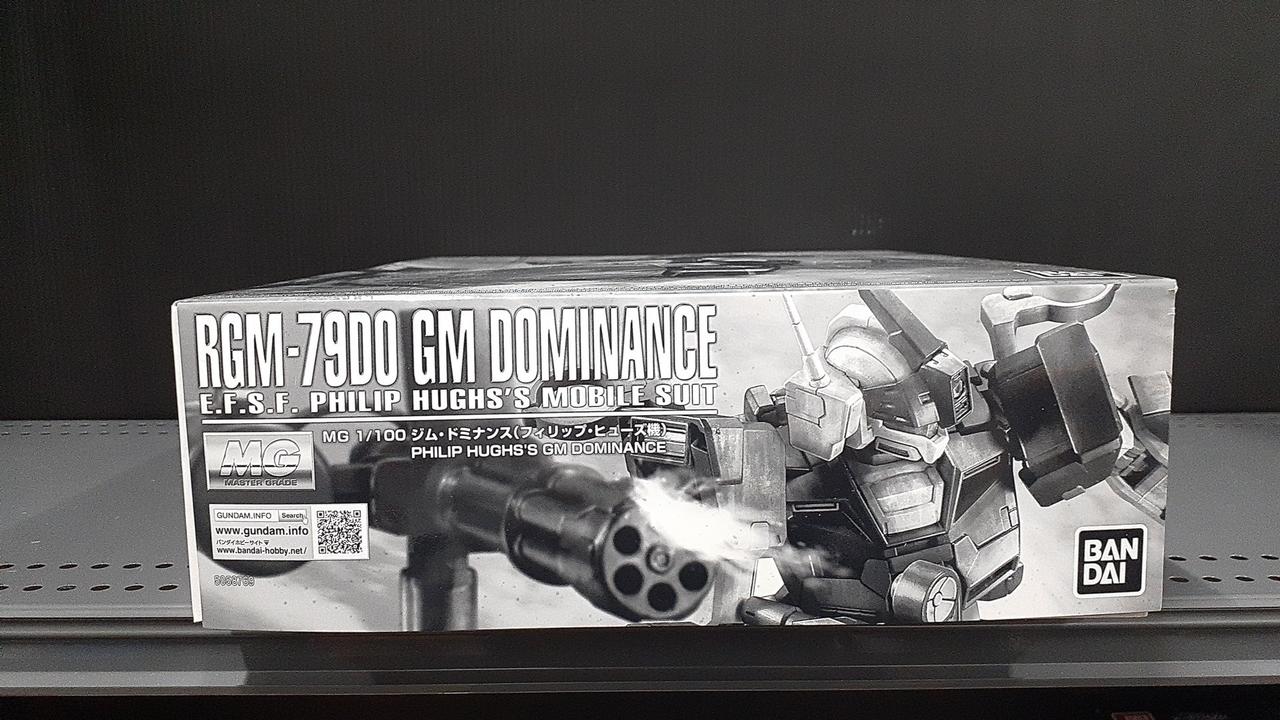 RGM-79DO GM DOMINANCE
E.F.S.F. PHILIP HUGHS'S MOBILE SUIT
MG 1/100 ジム・ドミナンス(フィリップ・ヒューズ機)
PHILIP HUGHS'S GM DOMINANCE
MG
MASTER GRADE
GUNDAM.INFO Search
www.gundam.info
バンダイホビーサイト
www.bandai-hobby.net/
BAN
DAI